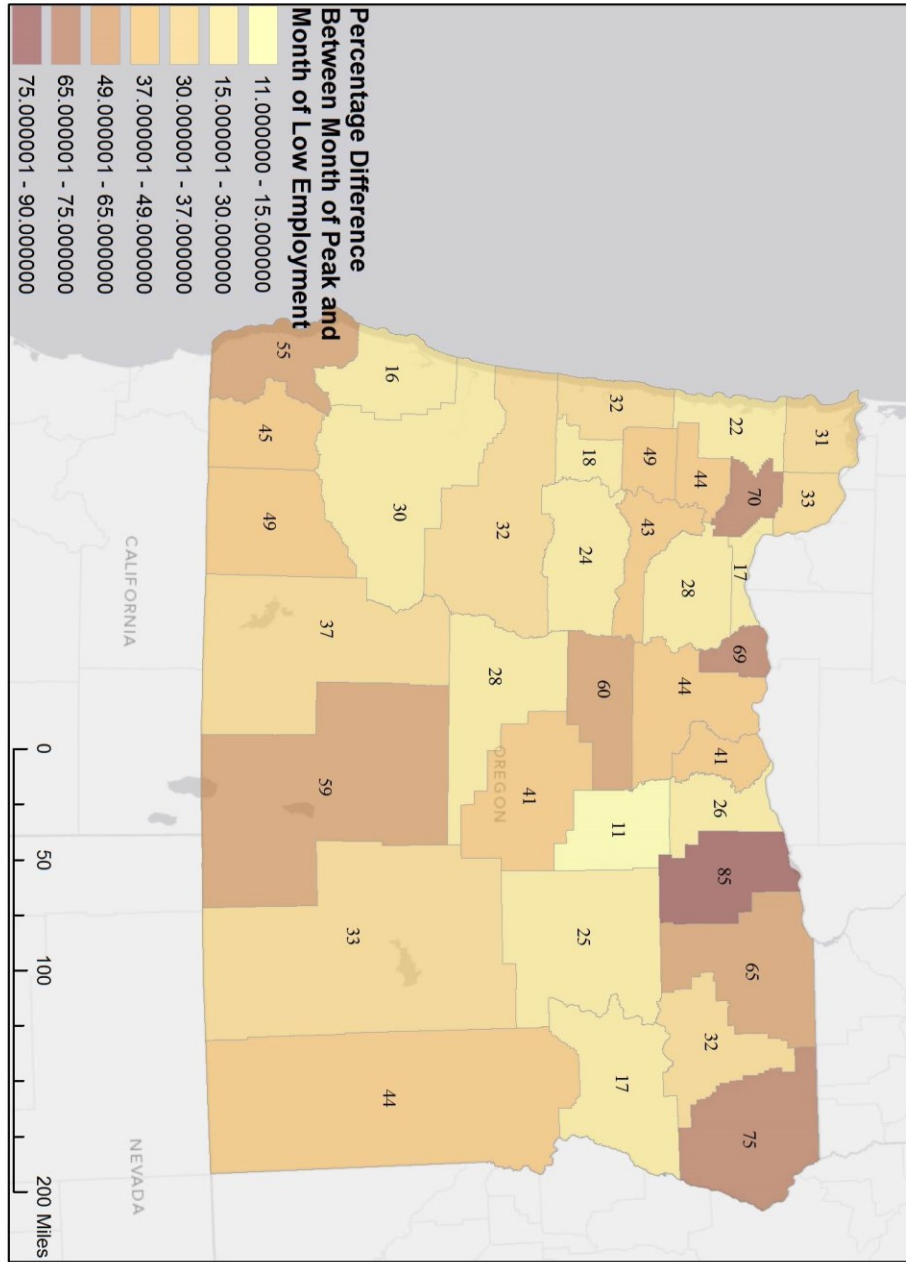 31
33
70
22
17
69
41
26
85
65
75
44
28
44
32
49
43
11
17
32
18
24
60
25
32
28
41
OREGON
16
30
44
Percentage Difference
Between Month of Peak and
Month of Low Employment
37
59
33
55
45
49
11.000000 - 15.000000
15.000001 - 30.000000
30.000001 - 37.000000
37.000001 - 49.000000
49.000001 - 65.000000
65.000001 - 75.000000
75.000001 - 90.000000
CALIFORNIA
NEVADA
0 50 100 200 Miles